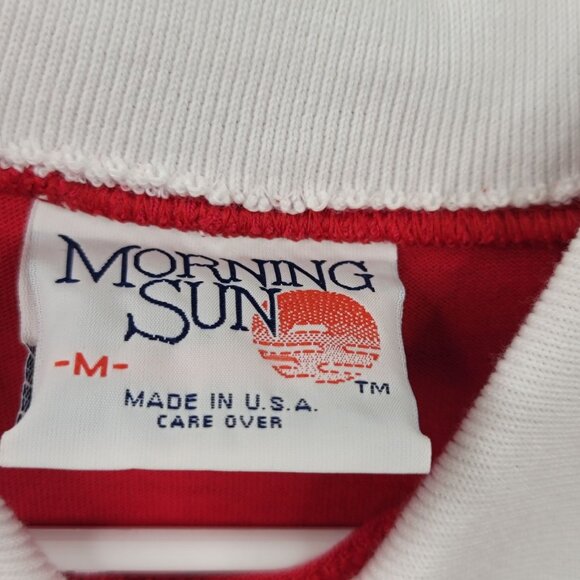 MORNING
SUN
-M-
TM
MADE IN U.S.A.
CARE OVER